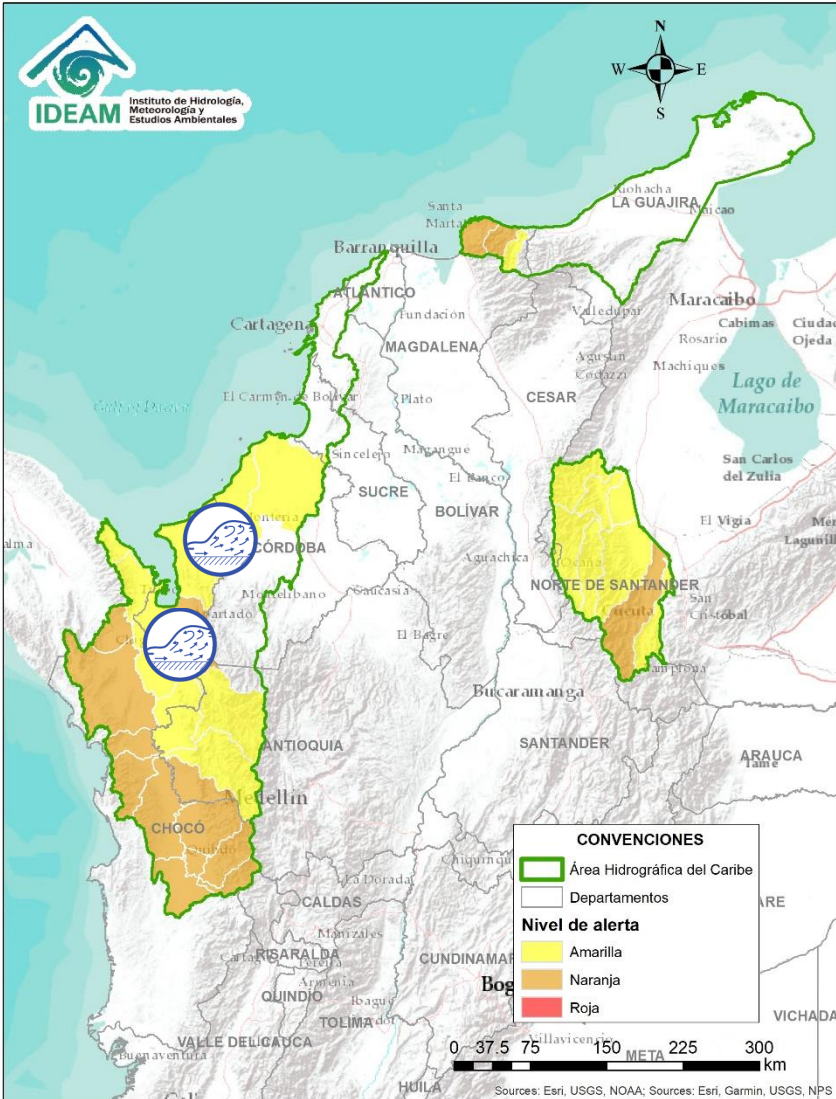 IDEAM
Instituto de Hidrología,
Meteorología y
Estudios Ambientales
N
W
E
S
Riohacha
LA GUAJIRA
Maicao
Santa
Marta
Barranquilla
ATLÁNTICO
Maracaibo
Cabimas
Ciudad
Ojeda
Cartagena
Fundación
Valledupar
Rosario
MAGDALENA
Machiques
Agustín
Codazzi
Lago de
Maracaibo
CESAR
El Carmen de Bolívar
Plato
Sincelejo
Magangue
San Carlos
del Zulia
El Banco
SUCRE
BOLÍVAR
El Vigía
Montería
CÓRDOBA
Aguachica
Ocaña
NORTE DE SANTANDER
San
Cristóbal
Montelibano
Caucasia
Cúcuta
El Bagre
Pamplona
Bucaramanga
ANTIOQUIA
SANTANDER
ARAUCA
Tame
Medellín
CHOCÓ
Quibdó
La Dorada
CALDAS
Manizales
RISARALDA
Pereira
Armenia
QUINDÍO
Ibague
TOLIMA
CUNDINAMAR
Bog
VALLE DEL CAUCA
Buenaventura
Villavicencio
META
VICHADA
HUILA
CONVENCIONES
Área Hidrográfica del Caribe
Departamentos
Nivel de alerta
Amarilla
Naranja
Roja
0 37.5 75 150 225 300
km
Sources: Esri, USGS, NOAA; Sources: Esri, Garmin, USGS, NPS